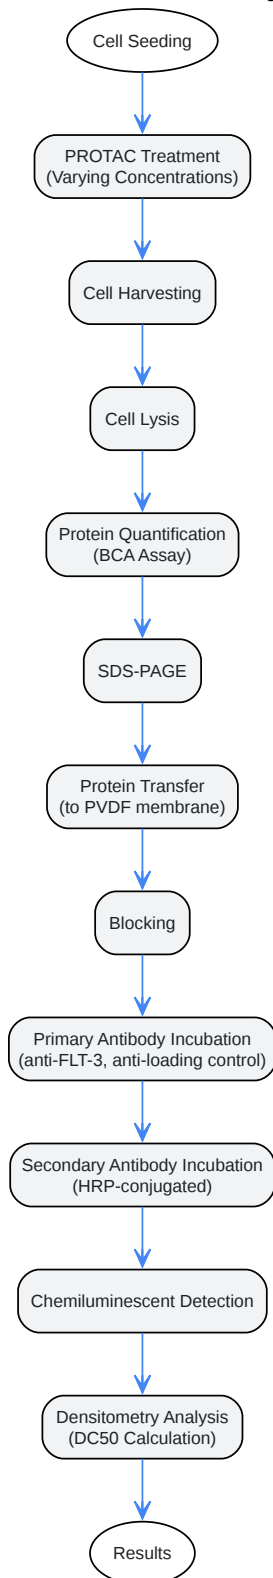 Cell Seeding
PROTAC Treatment
(Varying Concentrations)
Cell Harvesting
Cell Lysis
Protein Quantification
(BCA Assay)
SDS-PAGE
Protein Transfer
(to PVDF membrane)
Blocking
Primary Antibody Incubation
(anti-FLT-3, anti-loading control)
Secondary Antibody Incubation
(HRP-conjugated)
Chemiluminescent Detection
Densitometry Analysis
(DC50 Calculation)
Results